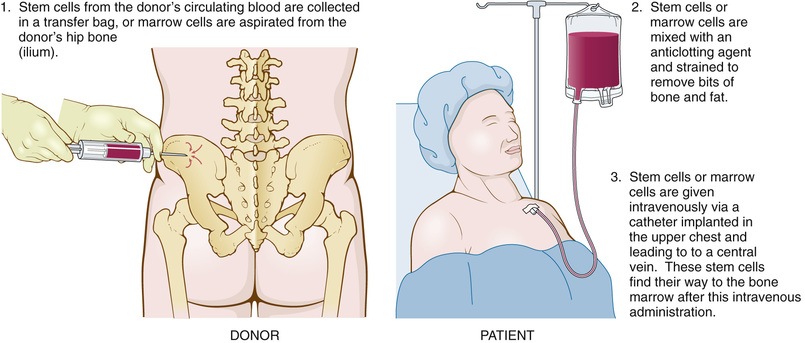 1. Stem cells from the donor's circulating blood are collected
in a transfer bag, or marrow cells are aspirated from the
donor's hip bone
(ilium).
2. Stem cells or
marrow cells are
mixed with an
anticlotting agent
and strained to
remove bits of
bone and fat.
3. Stem cells or marrow
cells are given
intravenously via a
catheter implanted in
the upper chest and
leading to to a central
vein. These stem cells
find their way to the bone
marrow after this intravenous
administration.
DONOR
PATIENT